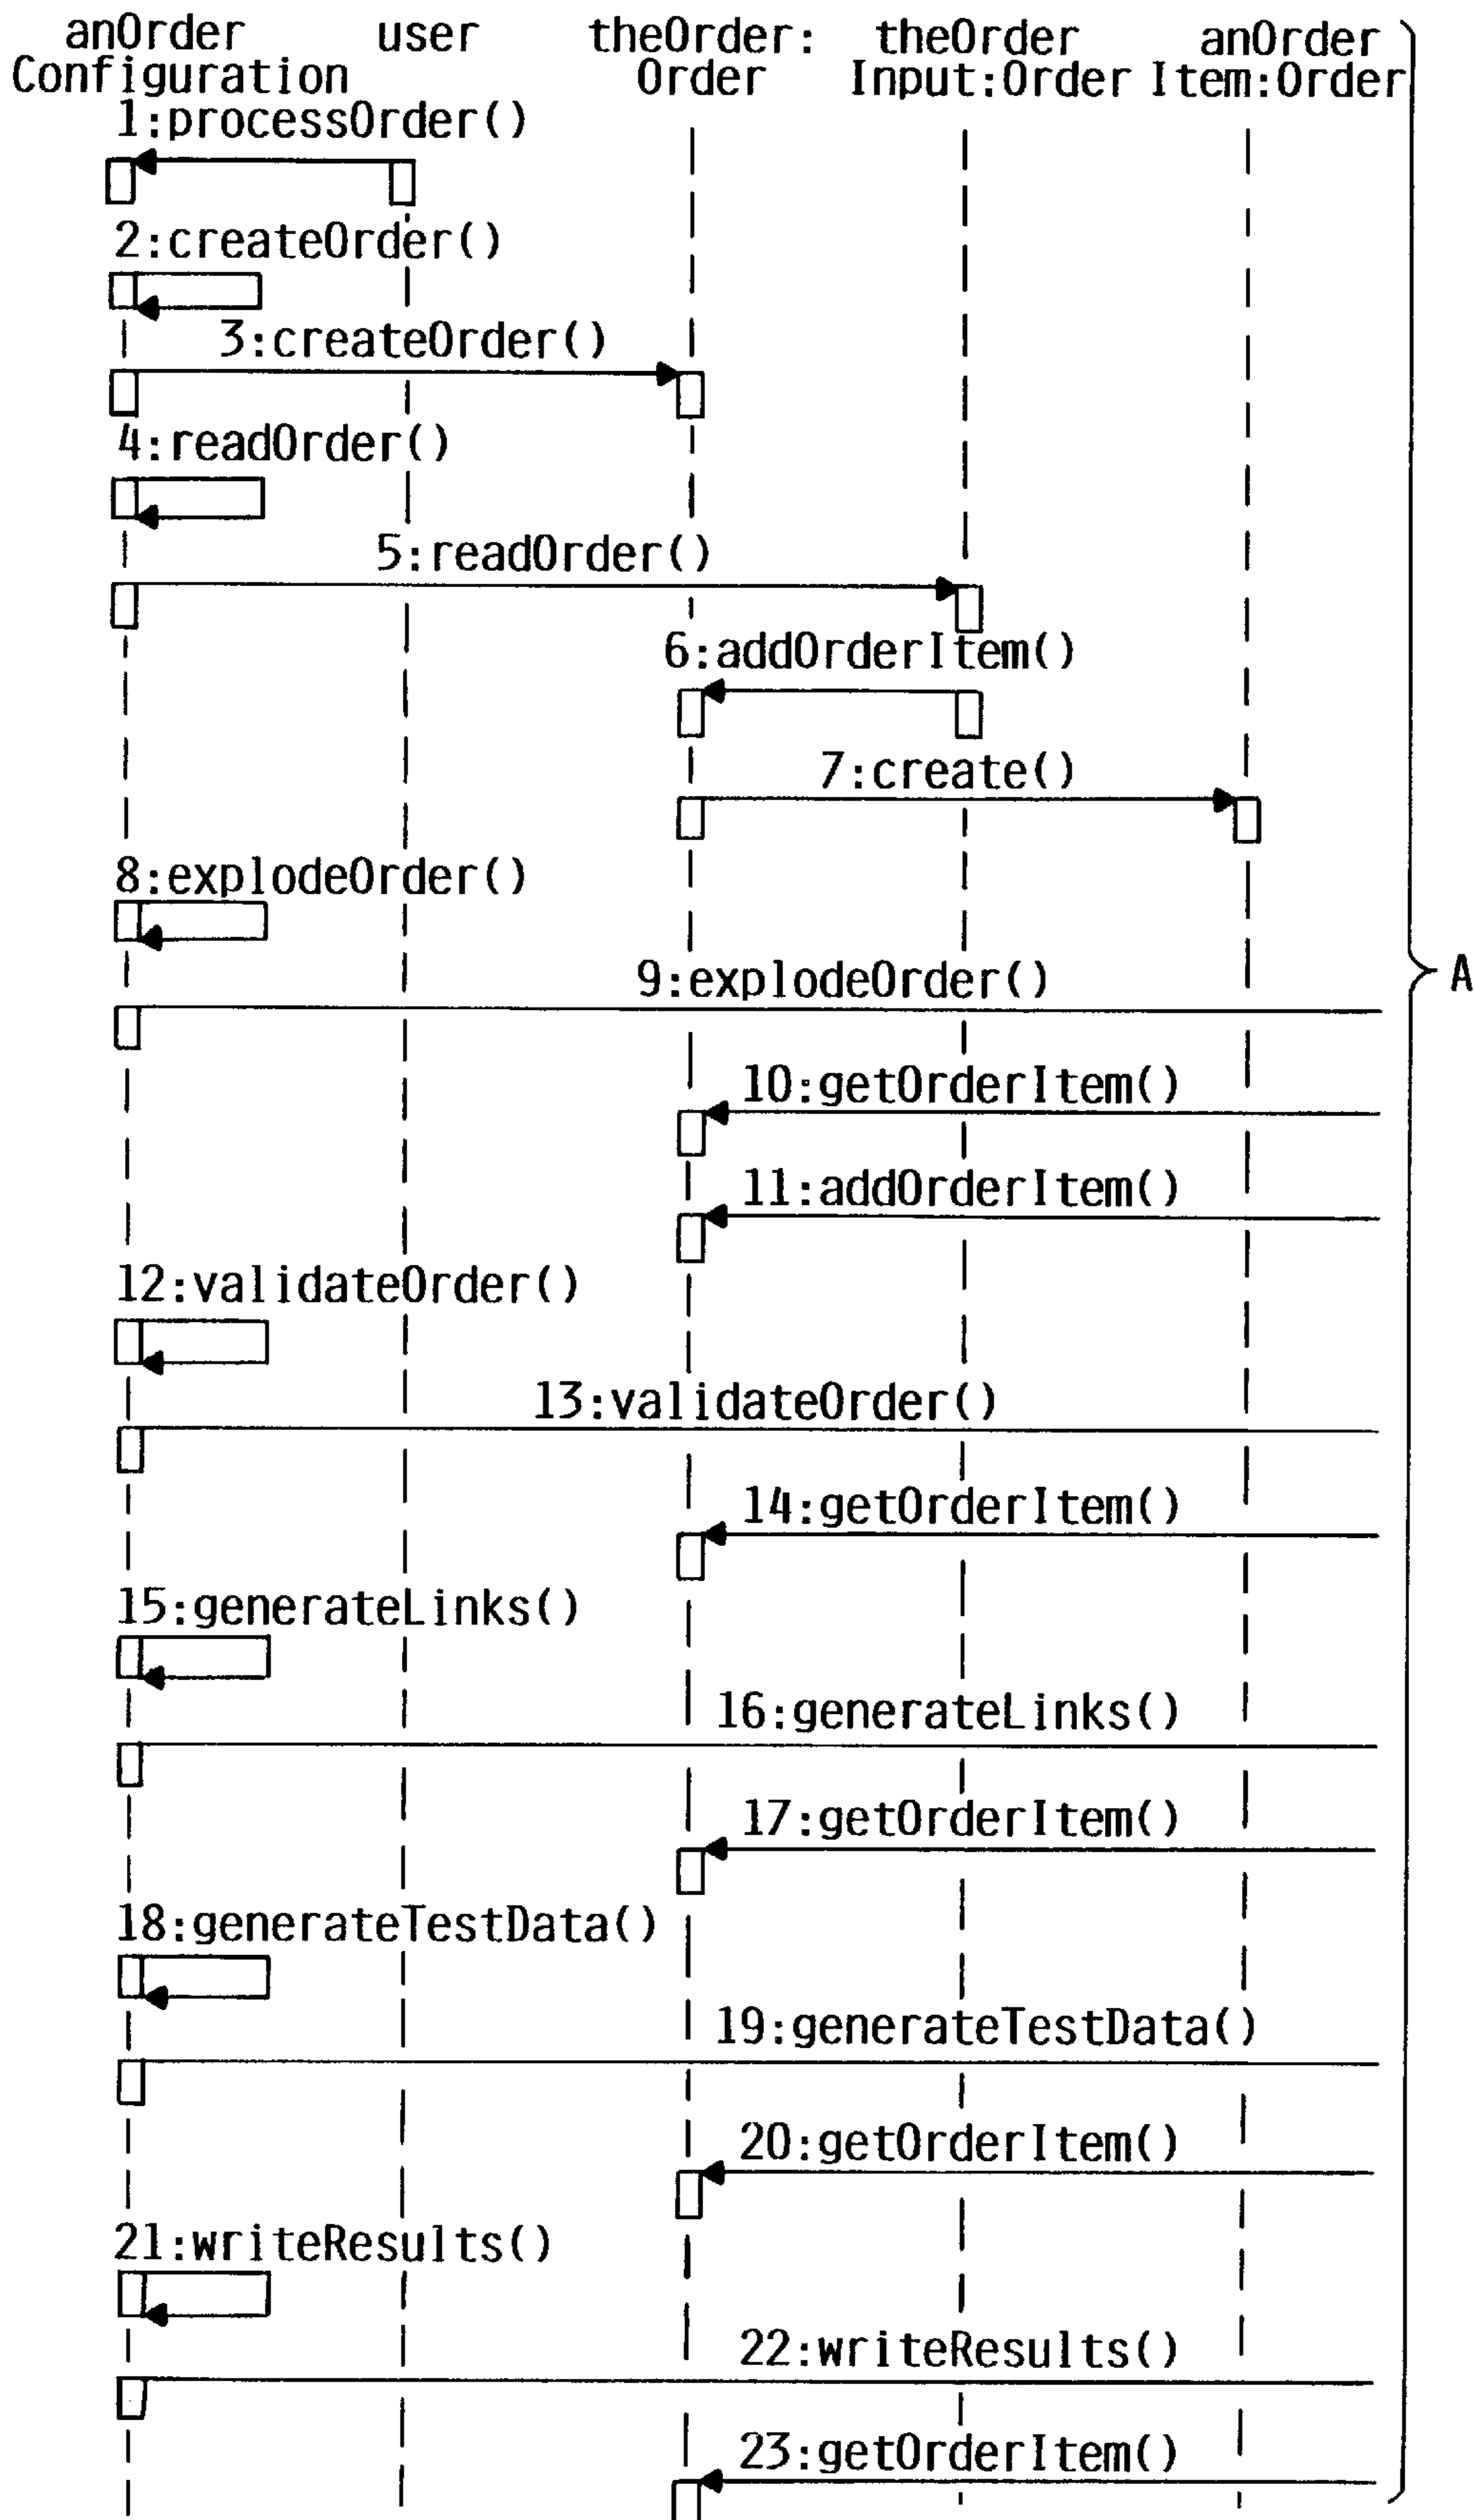 anOrder user theOrder: theOrder anOrder
Configuration Order Input:Order Item:Order
1:processOrder()
2:createOrder()
3:createOrder()
4:readOrder()
5:readOrder()
6:addOrderItem()
7:create()
8:explodeOrder()
9:explodeOrder()
A
10:getOrderItem()
11:addOrderItem()
12:validateOrder()
13:validateOrder()
14:getOrderItem()
15:generateLinks()
16:generateLinks()
17:getOrderItem()
18:generateTestData()
19:generateTestData()
20:getOrderItem()
21:writeResults()
22:writeResults()
23:getOrderItem()